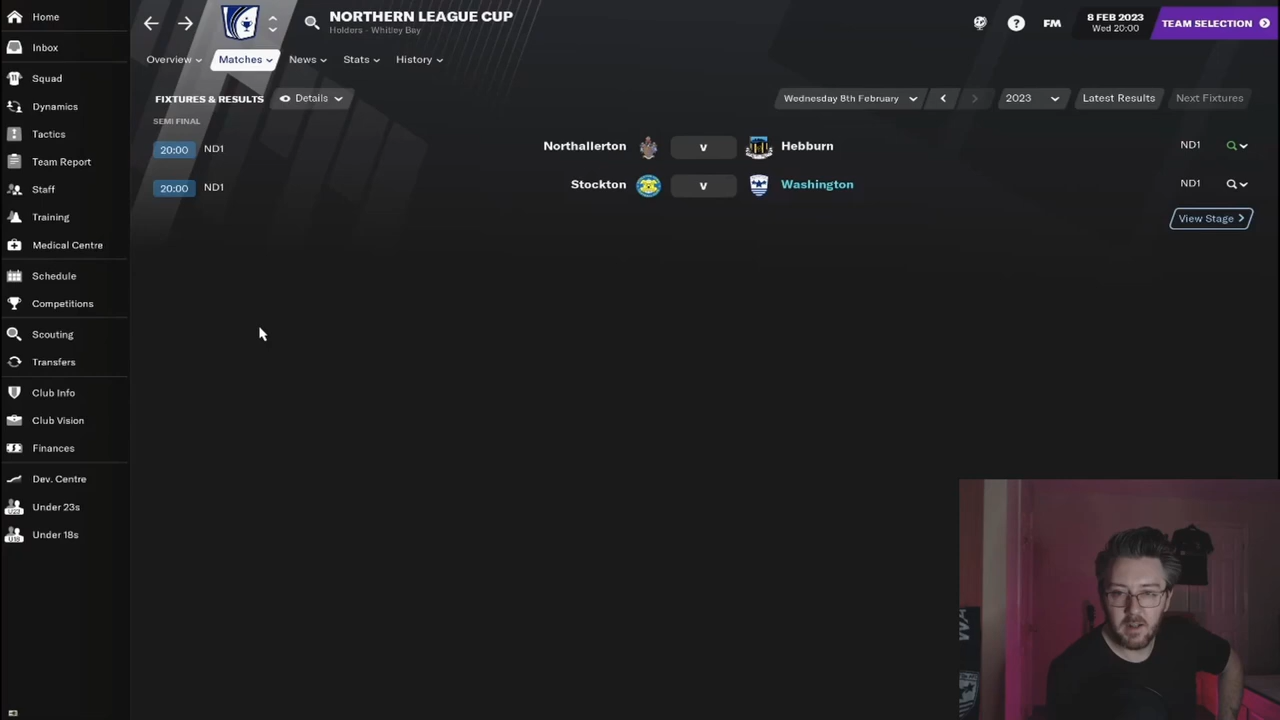 Home
Inbox
Squad
Dynamics
Tactics
Team Report
Staff
Training
Medical Centre
Schedule
Competitions
Scouting
Transfers
Club Info
Club Vision
Finances
Dev. Centre
Under 23s
Under 18s
NORTHERN LEAGUE CUP
Holders - Whitley Bay
FM
8 FEB 2023
Wed 20:00
TEAM SELECTION
Overview
Matches
News
Stats
History
FIXTURES & RESULTS
Details
Wednesday 8th February
2023
Latest Results
Next Fixtures
SEMI FINAL
20:00 ND1 Northallerton v Hebburn ND1
20:00 ND1 Stockton v Washington ND1
View Stage